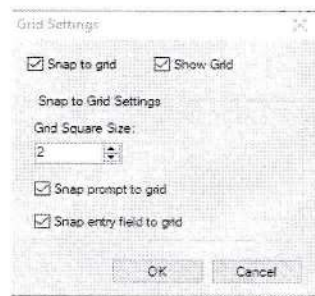 Grid Settings
Snap to grid Show Grid
Snap to Grid Settings
Grid Square Size:
2
Snap prompt to grid
Snap entry field to grid
OK Cancel